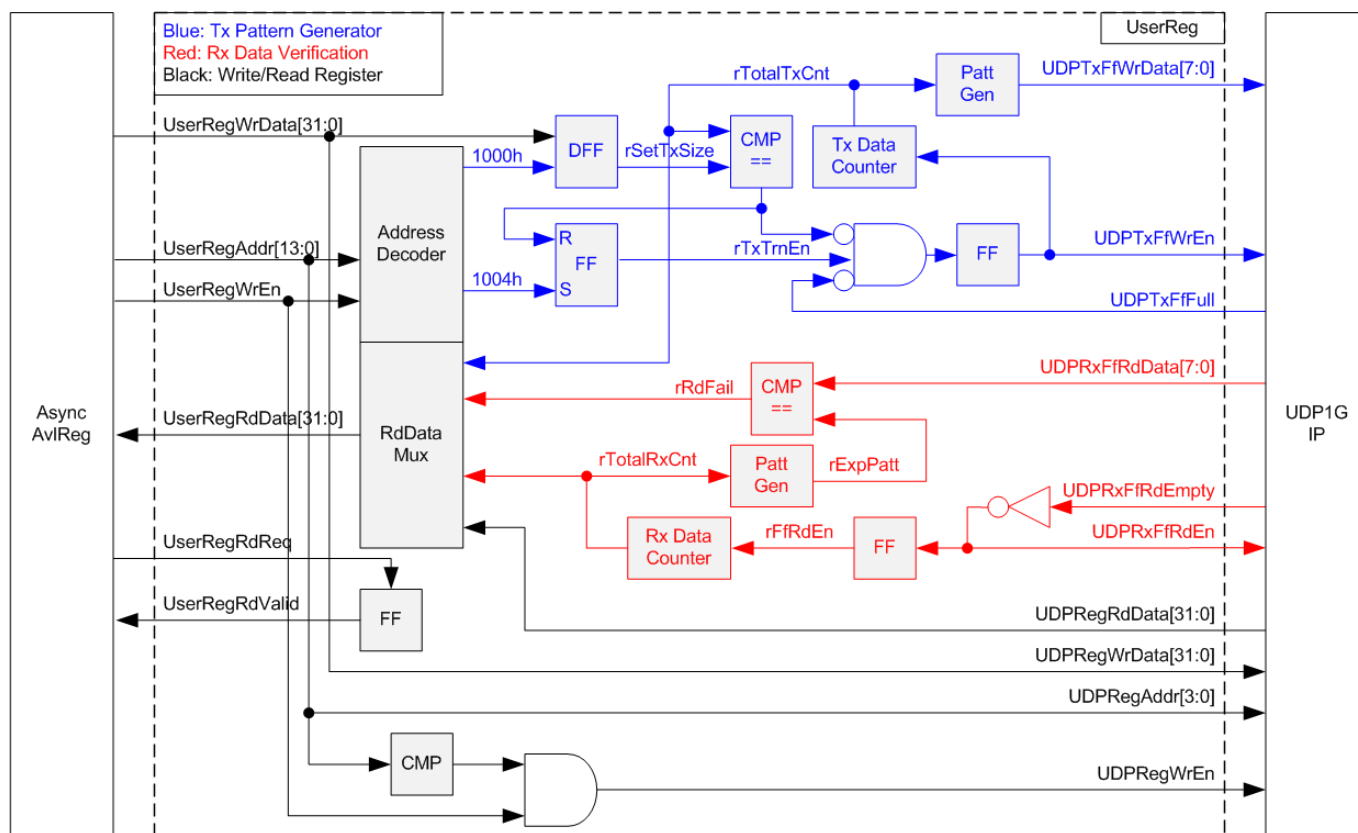 Blue: Tx Pattern Generator
Red: Rx Data Verification
Black: Write/Read Register
UserReg
rTotalTxCnt
Patt
Gen
UDPTxFfWrData[7:0]
UserRegWrData[31:0]
1000h
DFF
rSetTxSize
CMP
==
Tx Data
Counter
Address
Decoder
UserRegAddr[13:0]
R
FF
S
rTxTrnEn
FF
UDPTxFfWrEn
1004h
UserRegWrEn
UDPTxFfFull
UDPRxFfRdData[7:0]
rRdFail
CMP
==
Async
AvlReg
UserRegRdData[31:0]
RdData
Mux
UDP1G
IP
rTotalRxCnt
Patt
Gen
rExpPatt
UDPRxFfRdEmpty
UserRegRdReq
Rx Data
Counter
rFfRdEn
FF
UDPRxFfRdEn
UserRegRdValid
FF
UDPRegRdData[31:0]
UDPRegWrData[31:0]
UDPRegAddr[3:0]
CMP
UDPRegWrEn